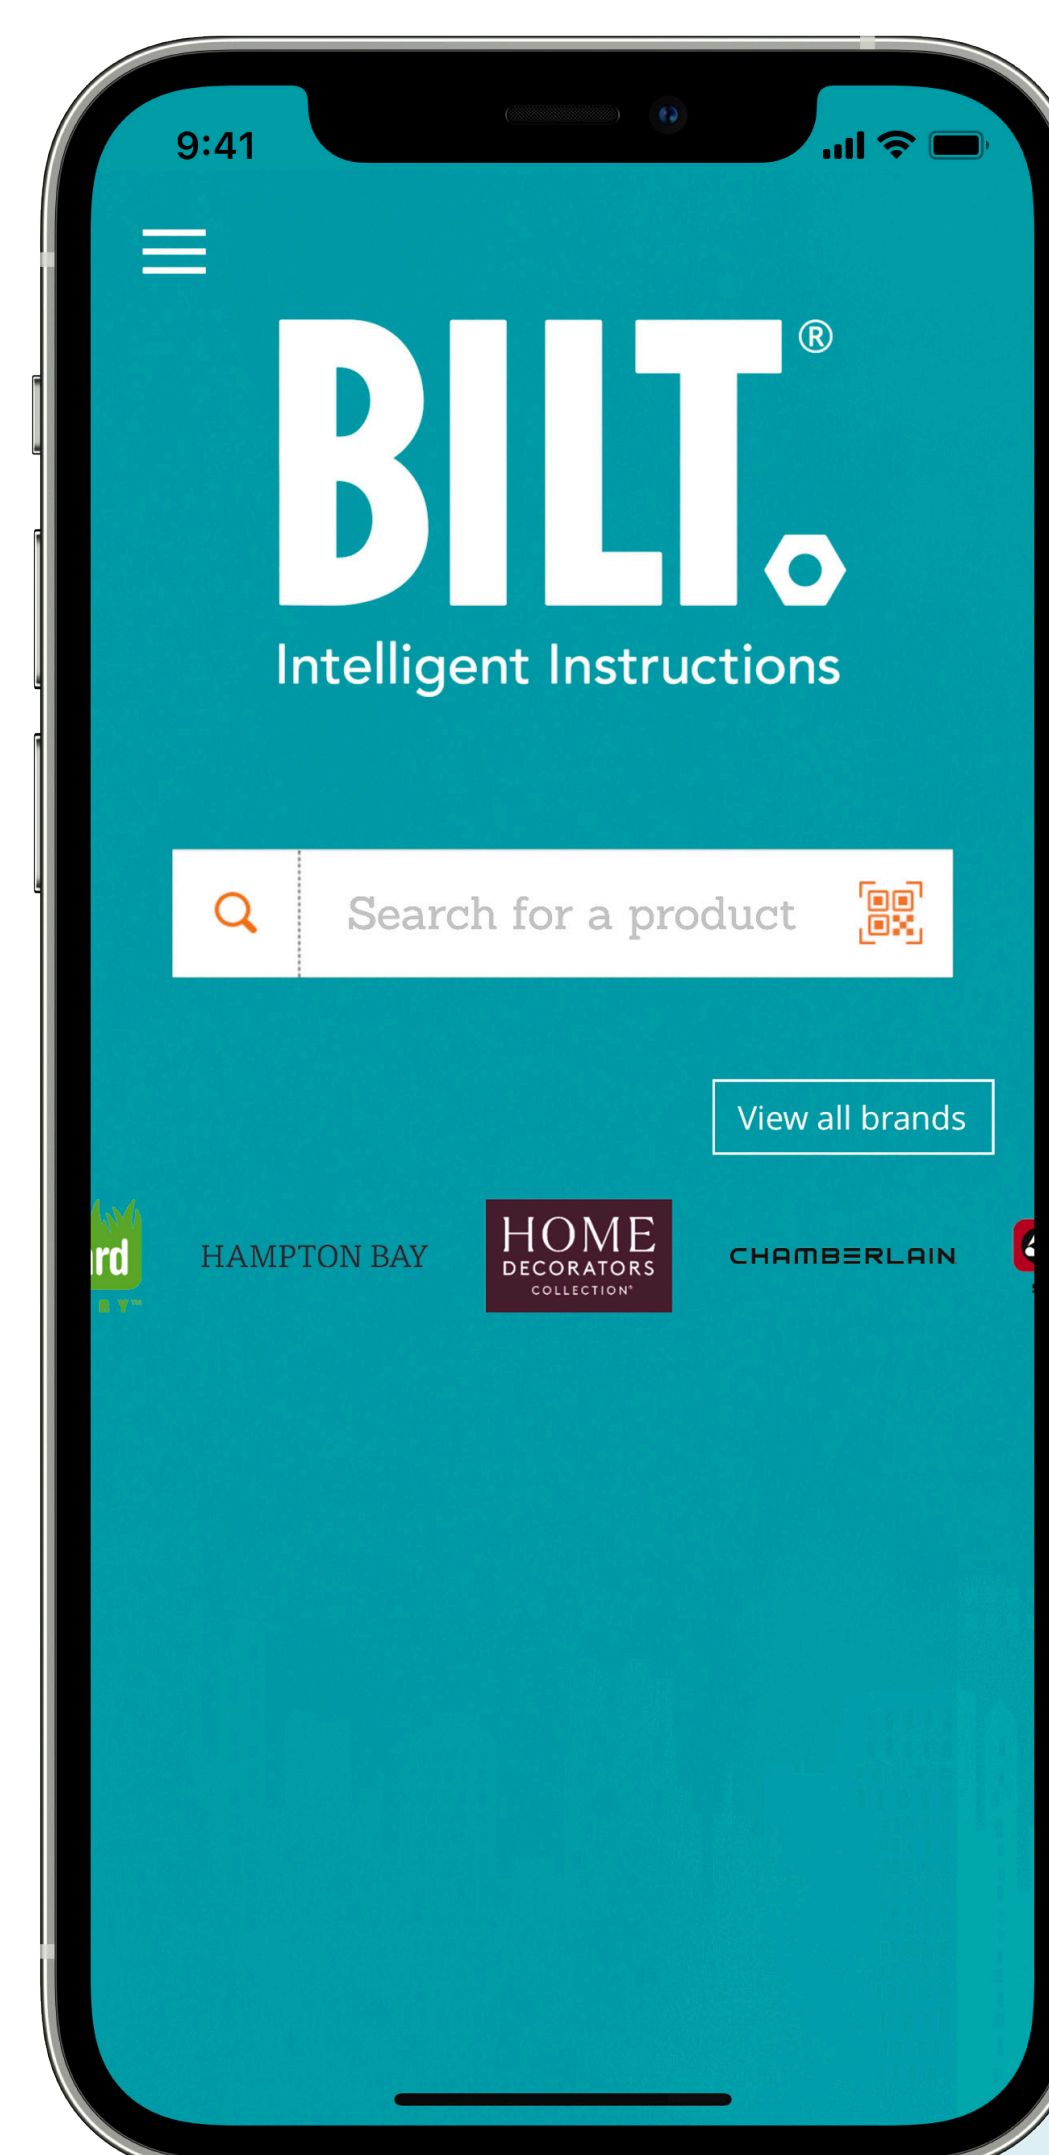 9:41
BILT®
Intelligent Instructions
Search for a product
View all brands
HAMPTON BAY
HOME
DECORATORS
COLLECTION®
CHAMBERLAIN